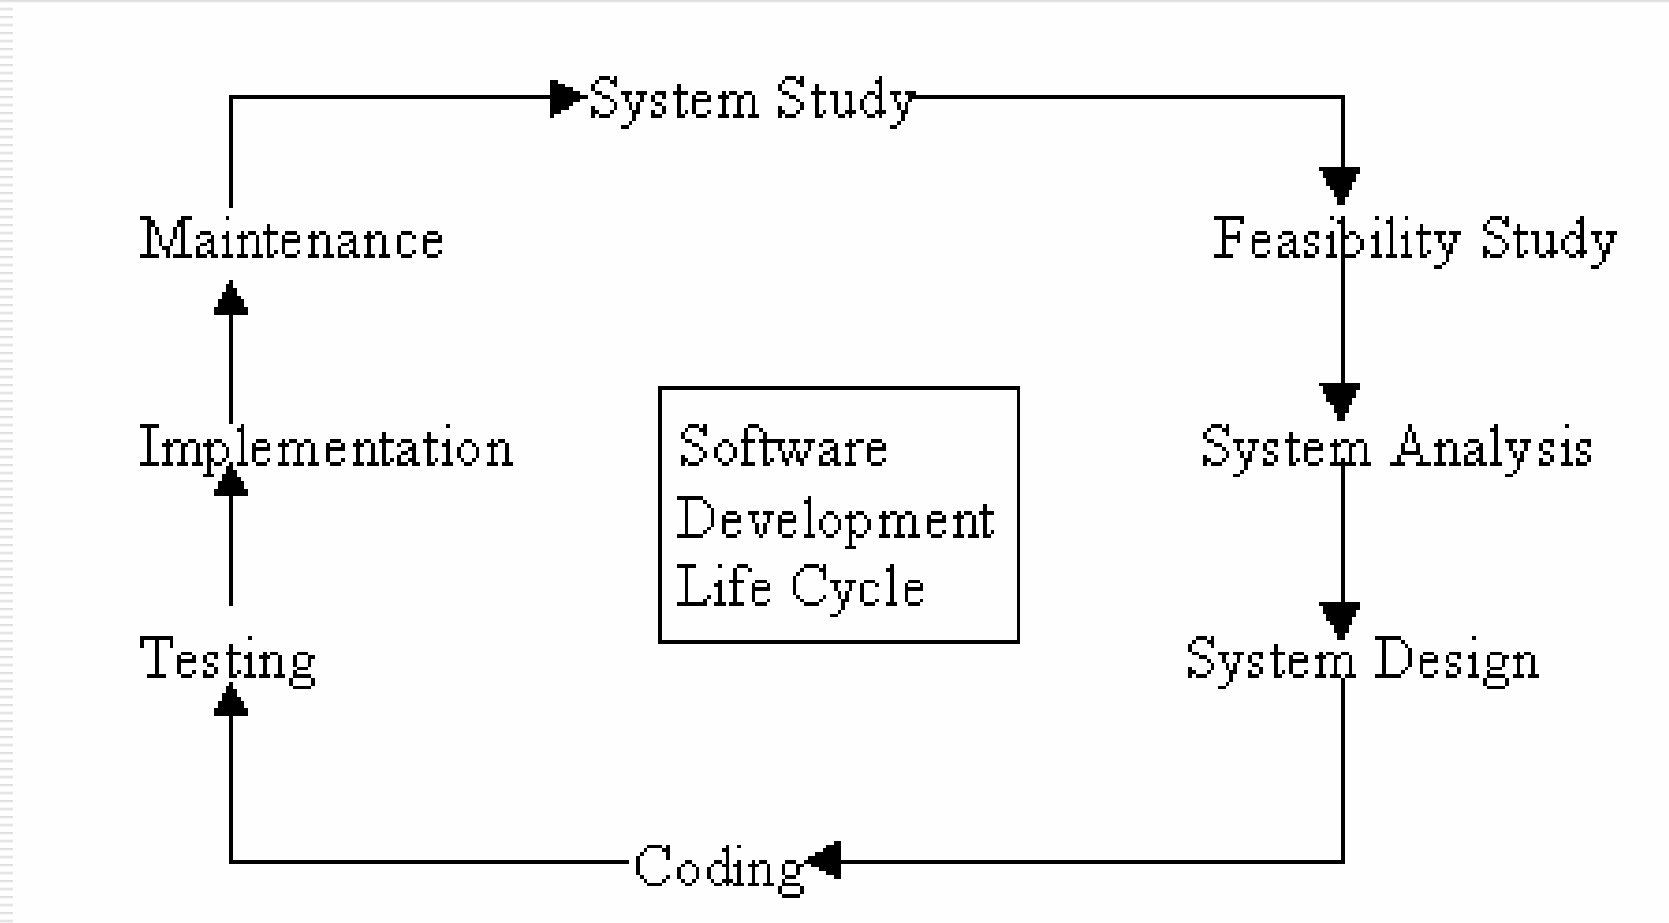 System Study
Maintenance
Feasibility Study
Implementation
Software
Development
Life Cycle
System Analysis
Testing
System Design
Coding